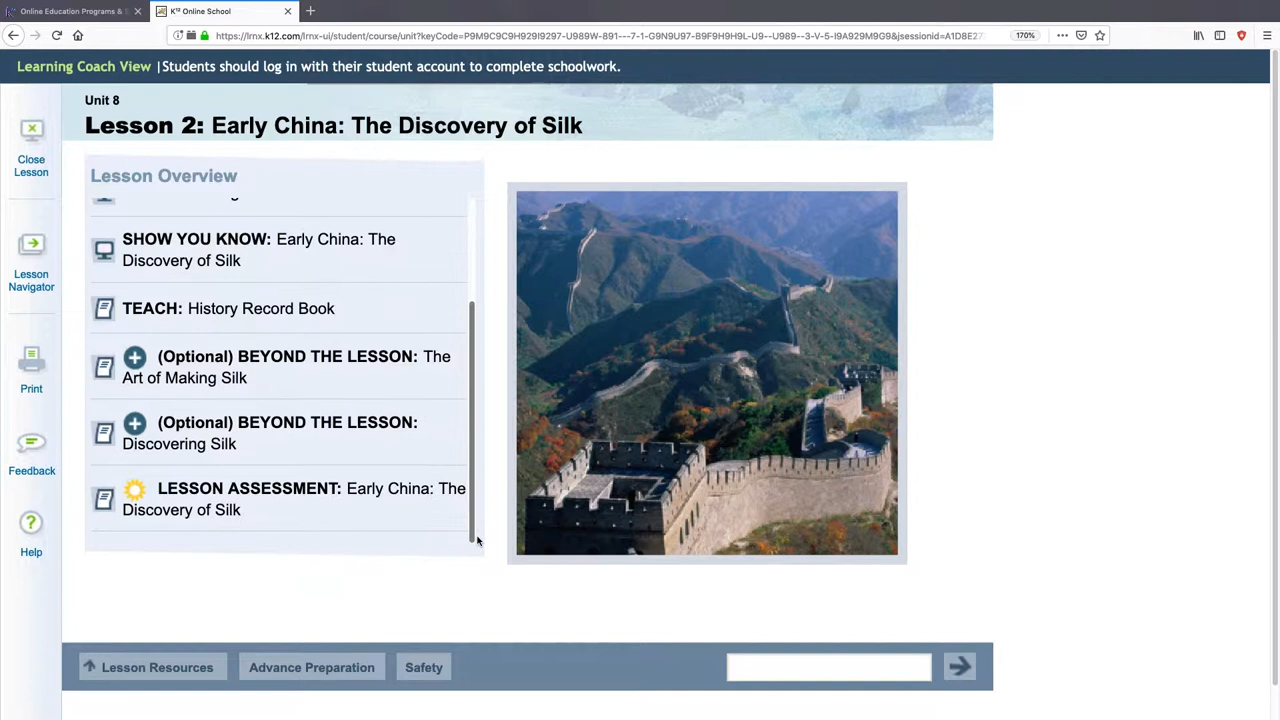 Online Education Programs & S
K¹² Online School
https://lrnx.k12.com/lrnx-ui/student/course/unit?keyCode=P9M9C9C9H929I9297-U989W-891---7-1-G9N9U97-B9F9H9H9L-U9--U989--3-V-5-I9A929M9G9&jsessionid=A1D8E27
170%
Learning Coach View | Students should log in with their student account to complete schoolwork.
Unit 8
Lesson 2: Early China: The Discovery of Silk
Close
Lesson
Lesson
Navigator
Print
Feedback
Help
Lesson Overview
SHOW YOU KNOW: Early China: The
Discovery of Silk
TEACH: History Record Book
(Optional) BEYOND THE LESSON: The
Art of Making Silk
(Optional) BEYOND THE LESSON:
Discovering Silk
LESSON ASSESSMENT: Early China: The
Discovery of Silk
Lesson Resources
Advance Preparation
Safety